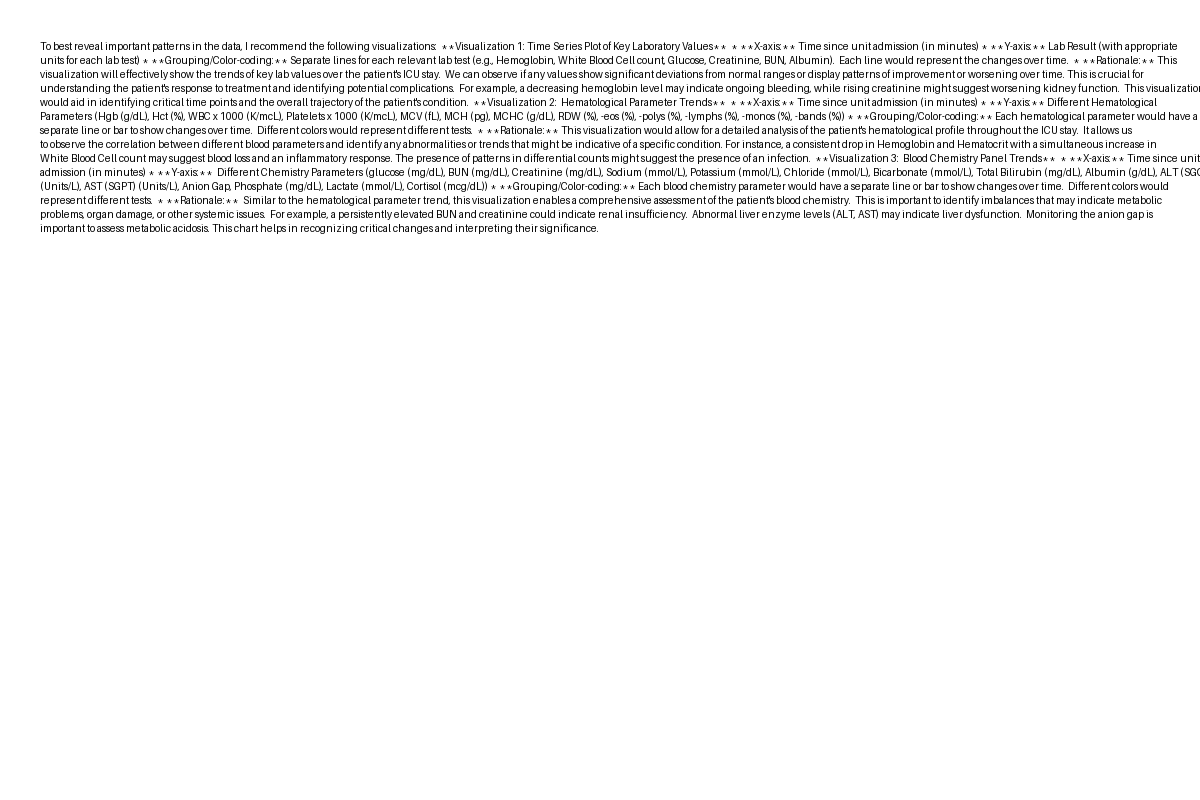 To best reveal important patterns in the data, I recommend the following visualizations:  **Visualization 1: Time Series Plot of Key Laboratory Values**  * **X-axis:** Time since unit admission (in minutes) * **Y-axis:** Lab Result (with appropriate
units for each lab test) * **Grouping/Color-coding:** Separate lines for each relevant lab test (e.g., Hemoglobin, White Blood Cell count, Glucose, Creatinine, BUN, Albumin).  Each line would represent the changes over time.  * **Rationale:** This
visualization will effectively show the trends of key lab values over the patient's ICU stay.  We can observe if any values show significant deviations from normal ranges or display patterns of improvement or worsening over time. This is crucial for
understanding the patient's response to treatment and identifying potential complications.  For example, a decreasing hemoglobin level may indicate ongoing bleeding, while rising creatinine might suggest worsening kidney function.  This visualization
would aid in identifying critical time points and the overall trajectory of the patient's condition.  **Visualization 2:  Hematological Parameter Trends**  * **X-axis:** Time since unit admission (in minutes) * **Y-axis:** Different Hematological
Parameters (Hgb (g/dL), Hct (%), WBC x 1000 (K/mcL), Platelets x 1000 (K/mcL), MCV (fL), MCH (pg), MCHC (g/dL), RDW (%), -eos (%), -polys (%), -lymphs (%), -monos (%), -bands (%)) * **Grouping/Color-coding:** Each hematological parameter would have a
separate line or bar to show changes over time.  Different colors would represent different tests.  * **Rationale:** This visualization would allow for a detailed analysis of the patient's hematological profile throughout the ICU stay.  It allows us
to observe the correlation between different blood parameters and identify any abnormalities or trends that might be indicative of a specific condition. For instance, a consistent drop in Hemoglobin and Hematocrit with a simultaneous increase in
White Blood Cell count may suggest blood loss and an inflammatory response. The presence of patterns in differential counts might suggest the presence of an infection.  **Visualization 3:  Blood Chemistry Panel Trends**  * **X-axis:** Time since unit
admission (in minutes) * **Y-axis:**  Different Chemistry Parameters (glucose (mg/dL), BUN (mg/dL), Creatinine (mg/dL), Sodium (mmol/L), Potassium (mmol/L), Chloride (mmol/L), Bicarbonate (mmol/L), Total Bilirubin (mg/dL), Albumin (g/dL), ALT (SG
(Units/L), AST (SGPT) (Units/L), Anion Gap, Phosphate (mg/dL), Lactate (mmol/L), Cortisol (mcg/dL)) * **Grouping/Color-coding:** Each blood chemistry parameter would have a separate line or bar to show changes over time.  Different colors would
represent different tests.  * **Rationale:**  Similar to the hematological parameter trend, this visualization enables a comprehensive assessment of the patient's blood chemistry.  This is important to identify imbalances that may indicate metabolic
problems, organ damage, or other systemic issues.  For example, a persistently elevated BUN and creatinine could indicate renal insufficiency.  Abnormal liver enzyme levels (ALT, AST) may indicate liver dysfunction.  Monitoring the anion gap is
important to assess metabolic acidosis. This chart helps in recognizing critical changes and interpreting their significance.